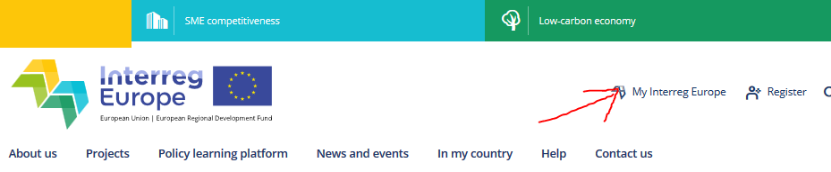 SME competitiveness
Low-carbon economy
Interreg
Europe
European Union | European Regional Development Fund
My Interreg Europe
Register
About us
Projects
Policy learning platform
News and events
In my country
Help
Contact us